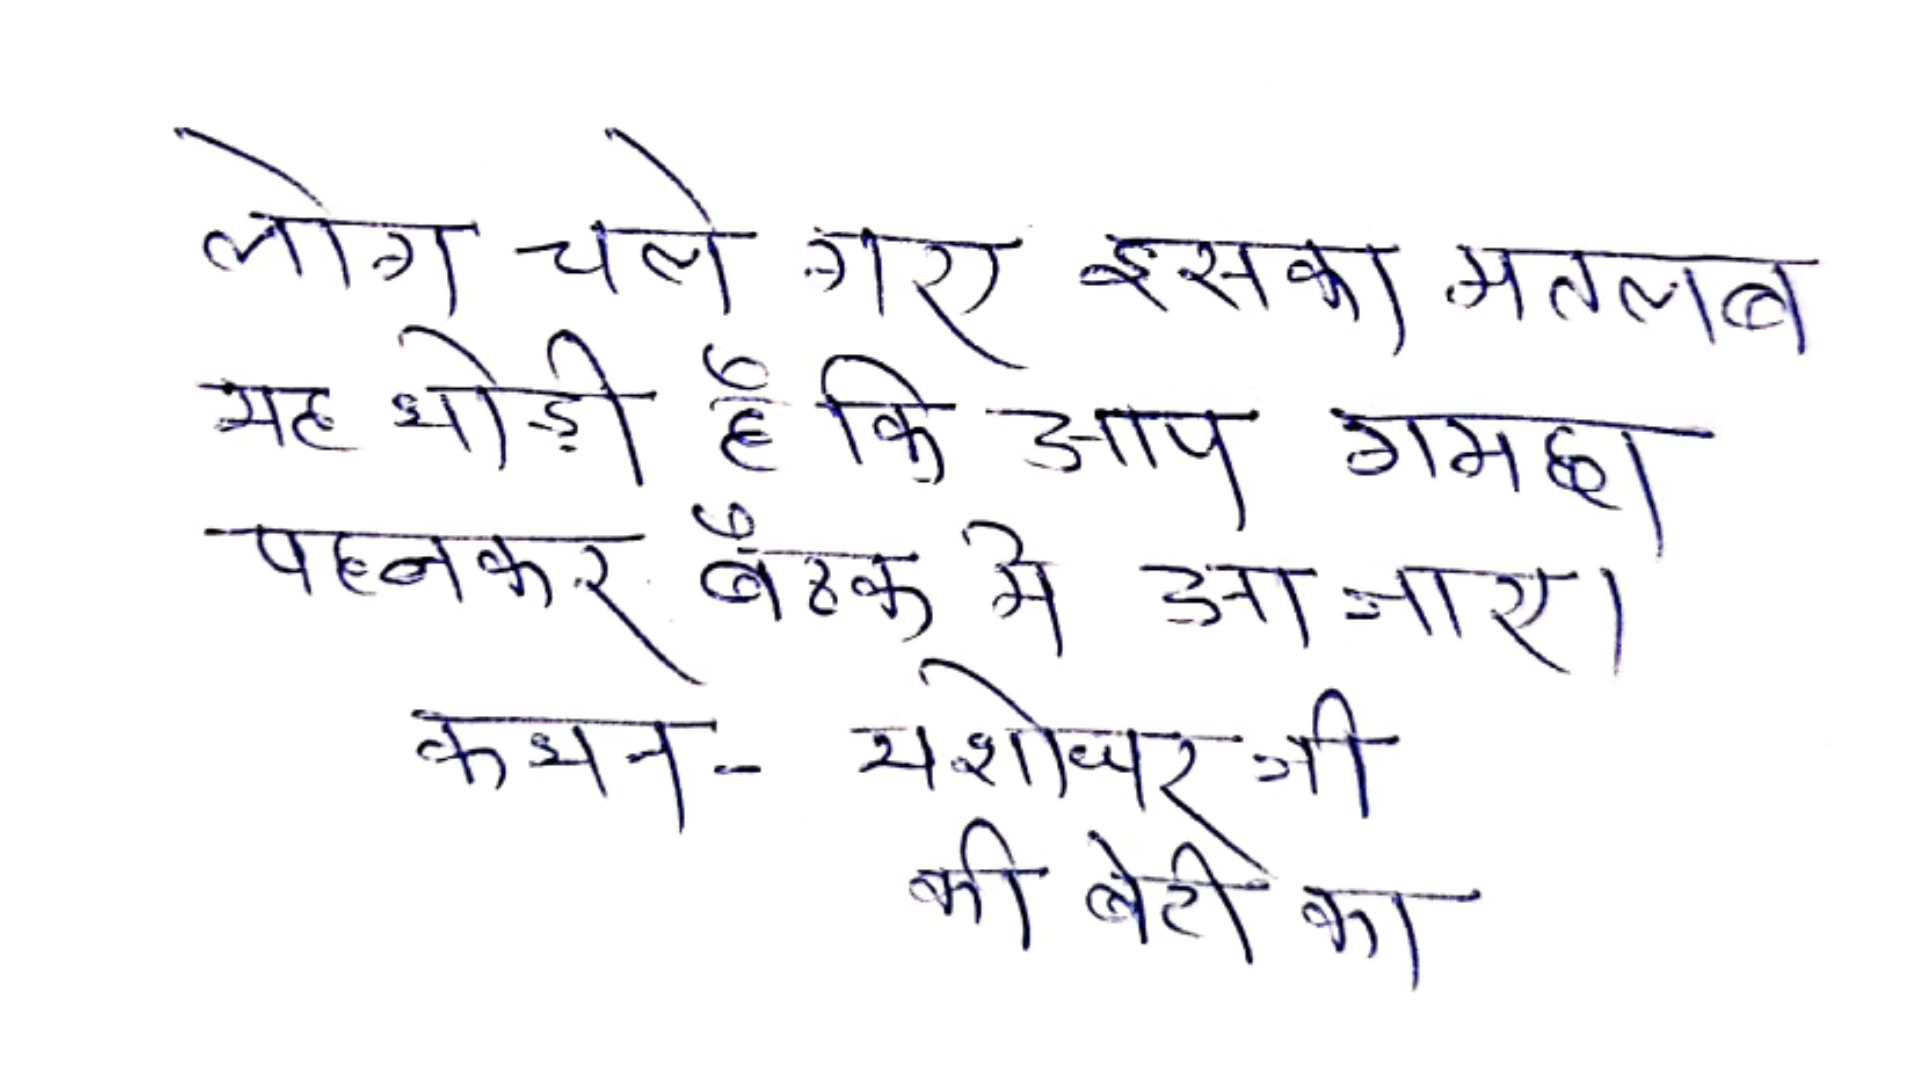 लोग चले गए इसका मतलब
यह थोड़ी है कि आप गमछा
पहनकर बैठक मे आ जाए।
कथन- यशोधर जी
की बेटी का